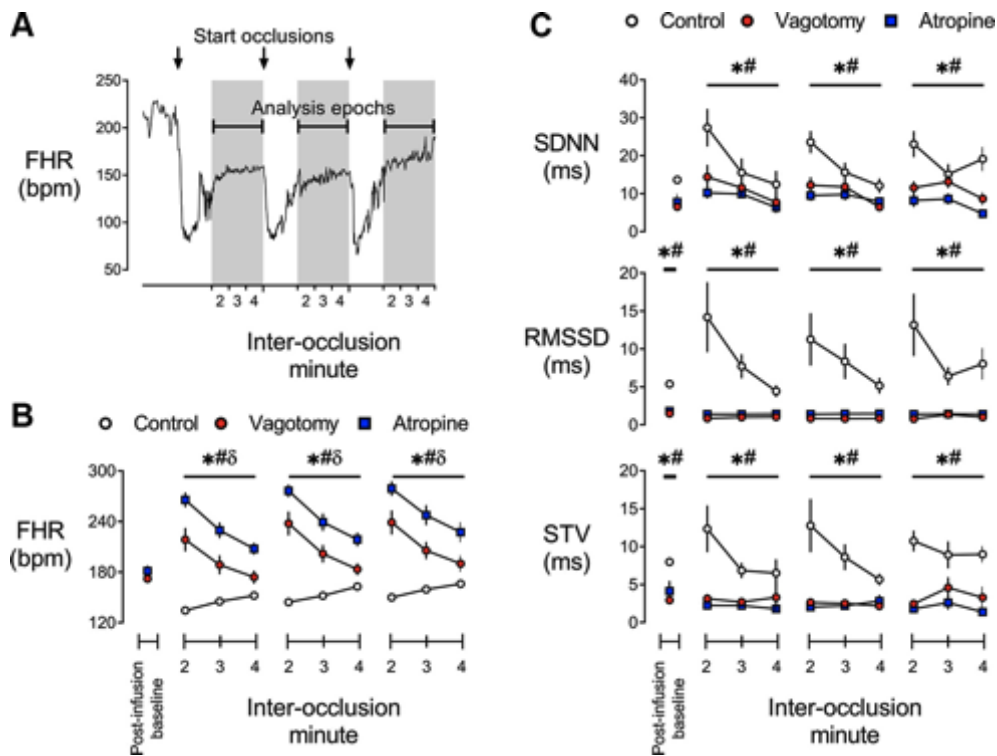 A
Start occlusions
250
200
150
100
50
FHR
(bpm)
Analysis epochs
2 3 4 2 3 4 2 3 4
Inter-occlusion
minute
B
Control Vagotomy Atropine
*#δ *#δ *#δ
300
240
180
120
FHR
(bpm)
Post-infusion
baseline
2 3 4 2 3 4 2 3 4
Inter-occlusion
minute
C
Control Vagotomy Atropine
*# *# *#
40
30
20
10
0
SDNN
(ms)
*# *# *# *#
20
15
10
5
0
RMSSD
(ms)
*# *# *# *#
20
15
10
5
0
STV
(ms)
Post-infusion
baseline
2 3 4 2 3 4 2 3 4
Inter-occlusion
minute